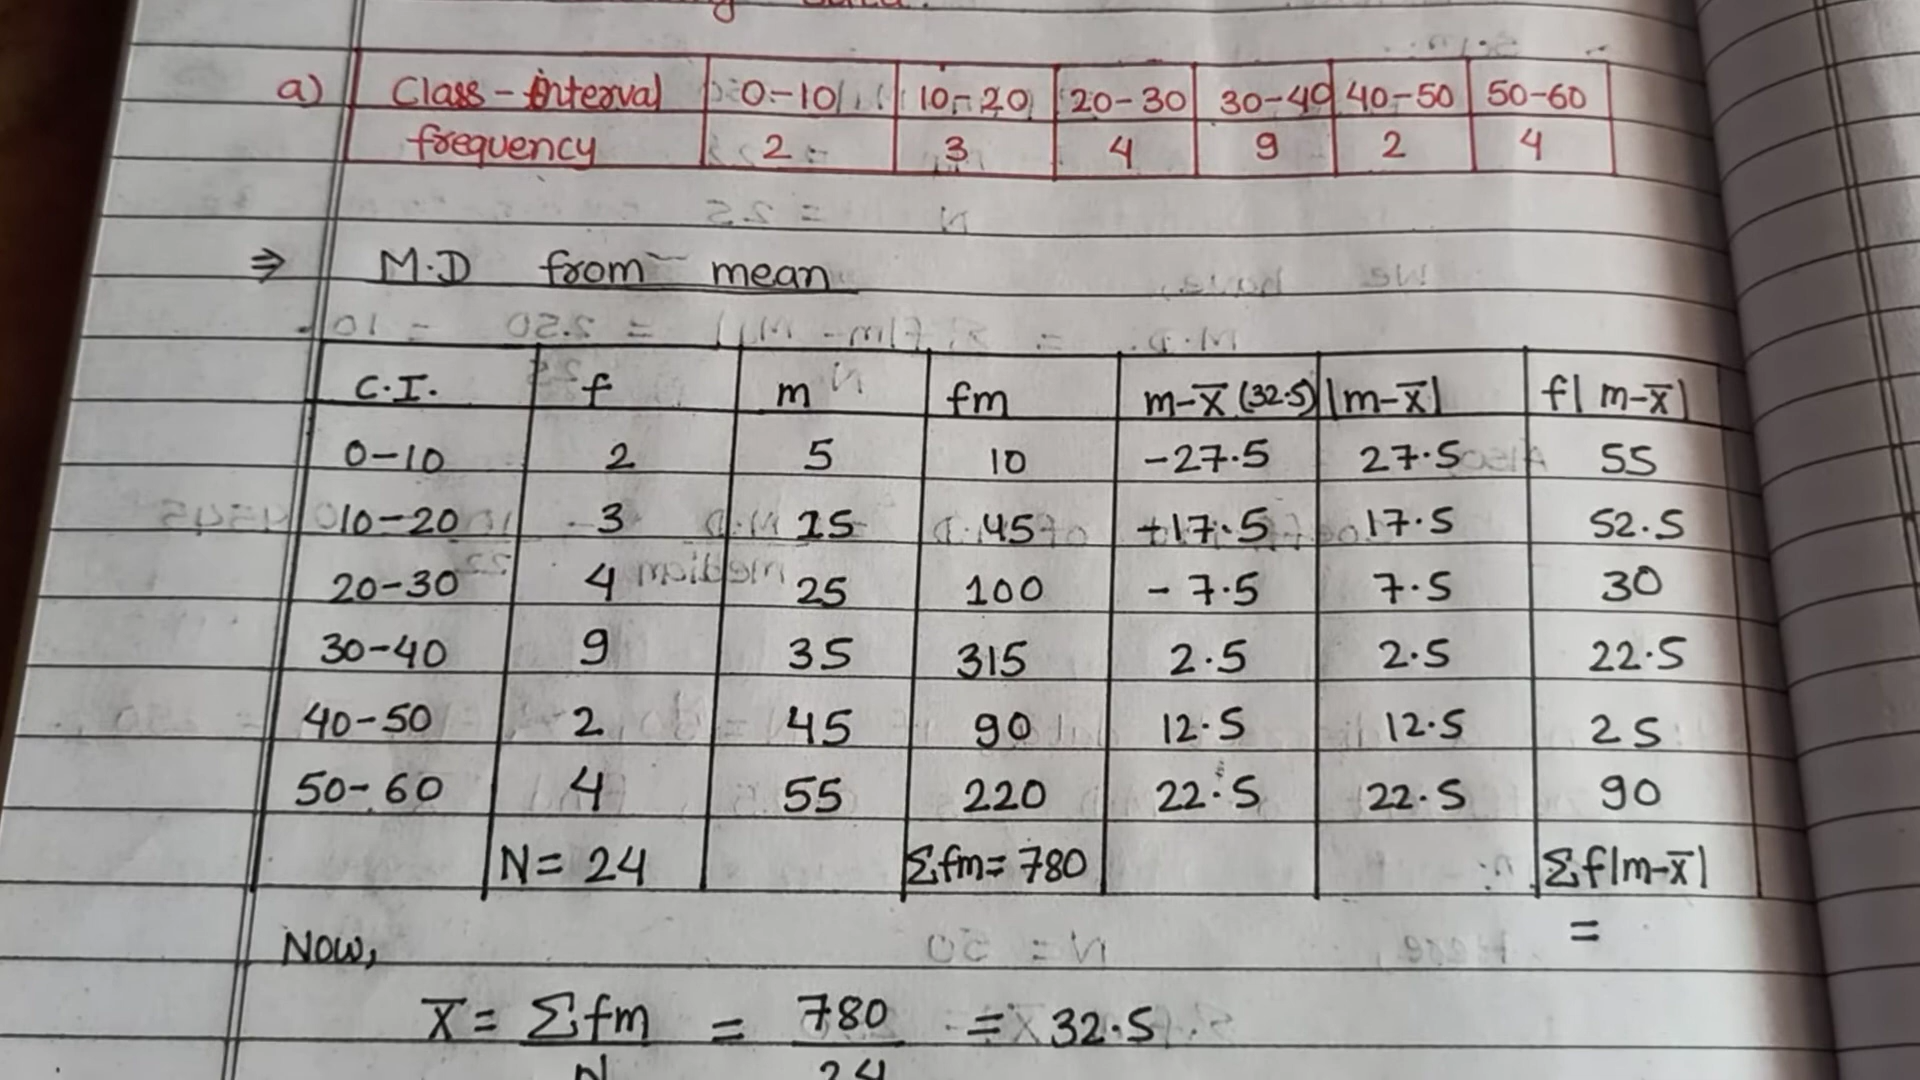 a) Class-interval 0-10 10-20 20-30 30-40 40-50 50-60
frequency 2 3 4 9 2 4
⇒ M.D from mean
C.I. f m fm m-x̄ (32.5) |m-x̄| f|m-x̄|
0-10 2 5 10 -27.5 27.5 55
10-20 3 15 45 +17.5 17.5 52.5
20-30 4 25 100 -7.5 7.5 30
30-40 9 35 315 2.5 2.5 22.5
40-50 2 45 90 12.5 12.5 25
50-60 4 55 220 22.5 22.5 90
N = 24 Σfm = 780 Σf|m-x̄|
=
Now,
x̄ = Σfm = 780 = 32.5
N 24